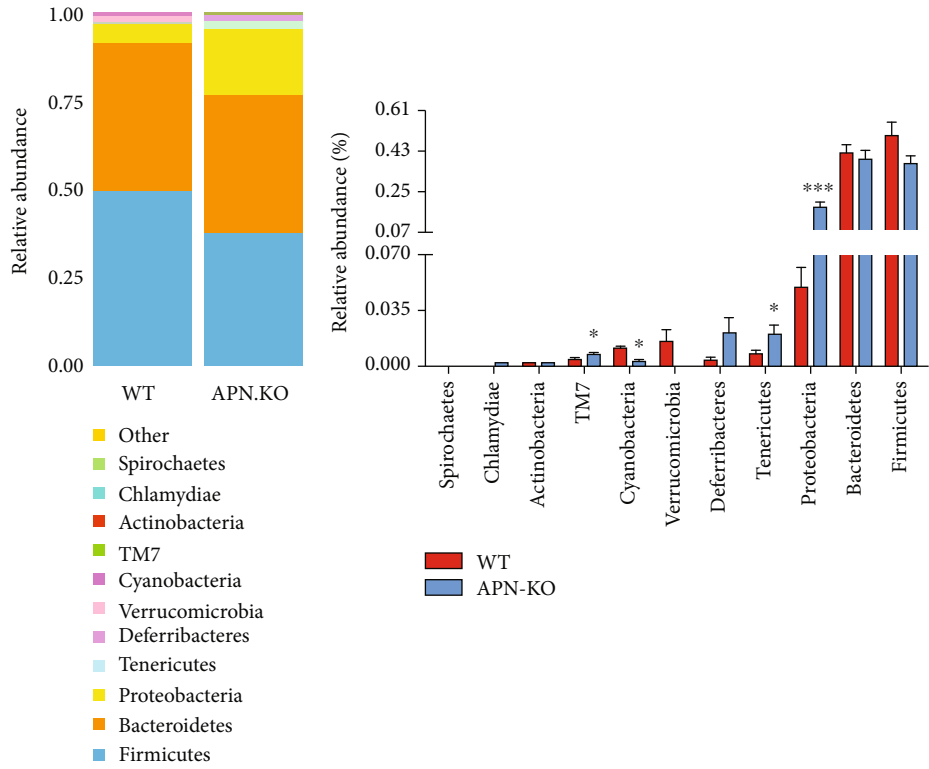 1.00
0.75
0.50
0.25
0.00
Relative abundance
WT
APN.KO
Other
Spirochaetes
Chlamydiae
Actinobacteria
TM7
Cyanobacteria
Verrucomicrobia
Deferribacteres
Tenericutes
Proteobacteria
Bacteroidetes
Firmicutes
Relative abundance (%)
0.61
0.43
0.25
0.07
0.070
0.035
0.000
*
*
*
***
Spirochaetes
Chlamydiae
Actinobacteria
TM7
Cyanobacteria
Verrucomicrobia
Deferribacteres
Tenericutes
Proteobacteria
Bacteroidetes
Firmicutes
WT
APN-KO